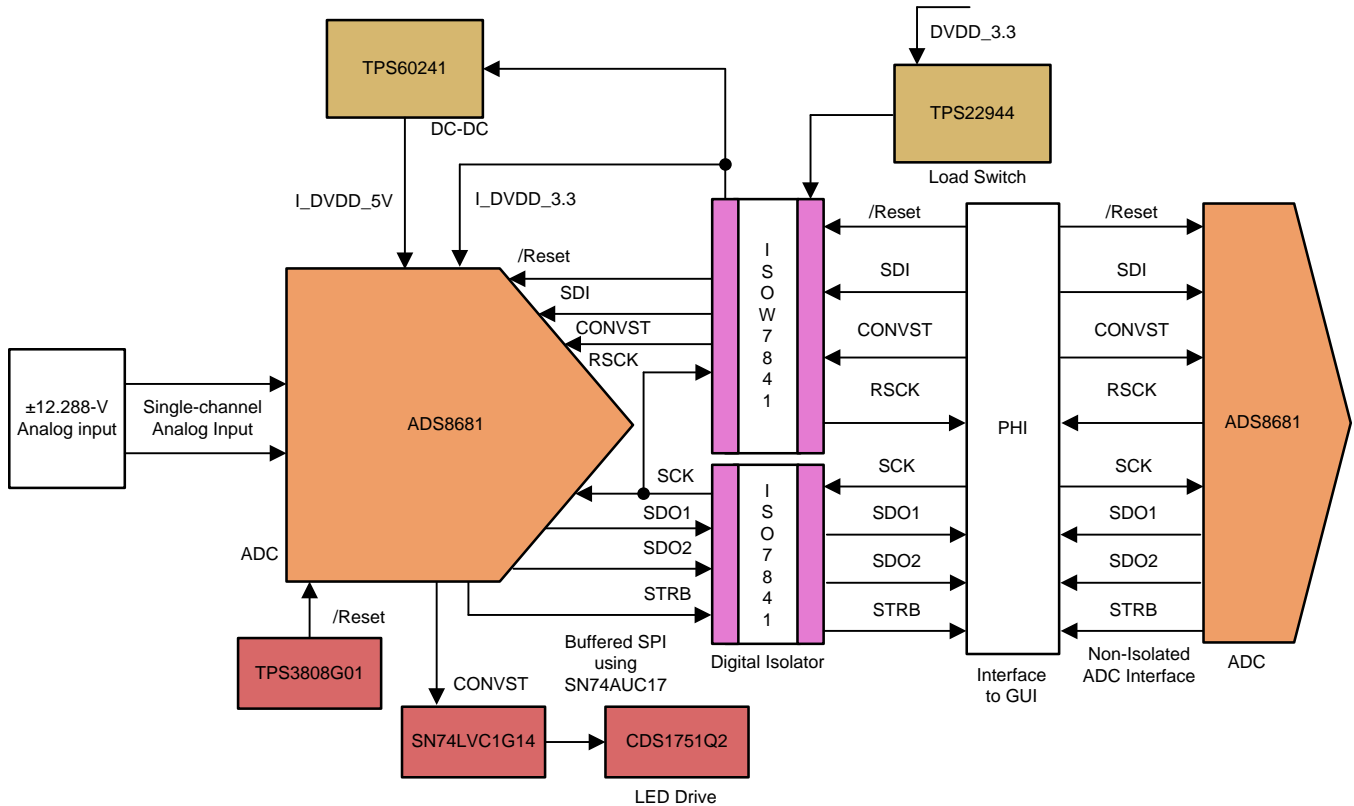 DVDD_3.3
TPS60241
TPS22944
DC-DC
Load Switch
I_DVDD_5V
I_DVDD_3.3
/Reset
SDI
CONVST
RSCK
ISOW7841
/Reset
SDI
CONVST
RSCK
/Reset
SDI
CONVST
RSCK
±12.288-V
Analog input
Single-channel
Analog Input
ADS8681
PHI
ADS8681
SCK
SDO1
SDO2
STRB
ISO7841
SCK
SDO1
SDO2
STRB
SCK
SDO1
SDO2
STRB
ADC
/Reset
TPS3808G01
CONVST
Buffered SPI
using
SN74AUC17
Digital Isolator
Interface
to GUI
Non-Isolated
ADC Interface
ADC
SN74LVC1G14
CDS1751Q2
LED Drive